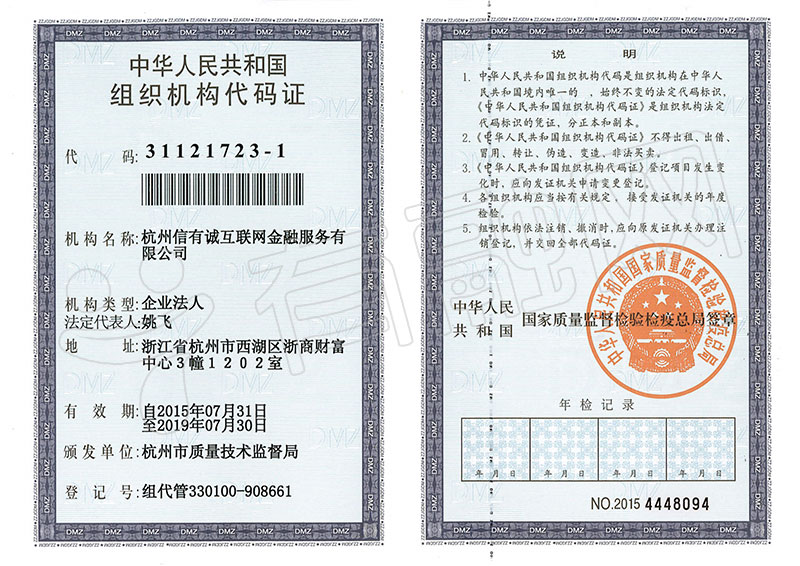 中华人民共和国
组织机构代码证
代 码: 31121723-1
机构名称: 杭州信有诚互联网金融服务有
限公司
机构类型: 企业法人
法定代表人: 姚飞
地 址: 浙江省杭州市西湖区浙商财富
中心3幢1202室
有 效 期: 自2015年07月31日
至2019年07月30日
颁发单位: 杭州市质量技术监督局
登 记 号: 组代管330100-908661
说 明
1. 中华人民共和国组织机构代码是组织机构在中华人
民共和国境内唯一的 、始终不变的法定代码标识,
《中华人民共和国组织机构代码证》是组织机构法定
代码标识的凭证、分正本和副本。
2.《中华人民共和国组织机构代码证》不得出租、出借、
冒用、转让、伪造、变造、非法买卖。
3.《中华人民共和国组织机构代码证》登记项目发生变
化时、应向发证机关申请变更登记。
4. 各组织机构应当按有关规定 、接受发证机关的年度
检验。
5. 组织机构依法注销、撤消时、应向原发证机关办理注
销登记,并交回全部代码证。
中华人民
共 和 国 国家质量监督检验检疫总局签章
中华人民共和国国家质量监督检验检疫总局
年检记录
年 月 日 年 月 日 年 月 日 年 月 日
NO.2015 4448094
信有融网